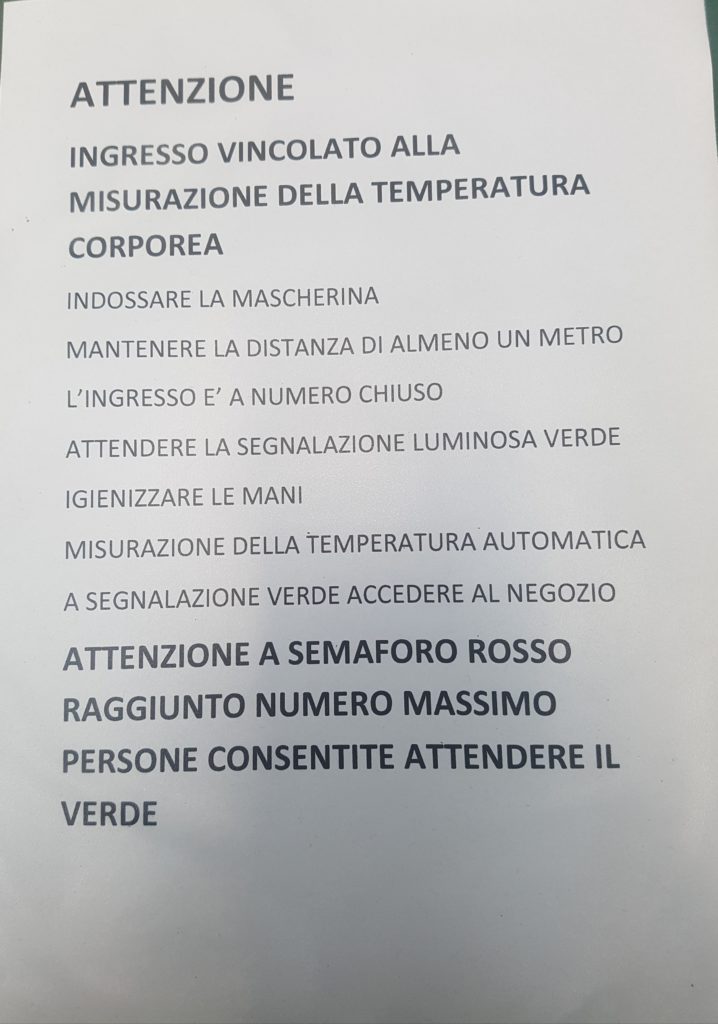 ATTENZIONE
INGRESSO VINCOLATO ALLA
MISURAZIONE DELLA TEMPERATURA
CORPOREA
INDOSSARE LA MASCHERINA
MANTENERE LA DISTANZA DI ALMENO UN METRO
L'INGRESSO E' A NUMERO CHIUSO
ATTENDERE LA SEGNALAZIONE LUMINOSA VERDE
IGIENIZZARE LE MANI
MISURAZIONE DELLA TEMPERATURA AUTOMATICA
A SEGNALAZIONE VERDE ACCEDERE AL NEGOZIO
ATTENZIONE A SEMAFORO ROSSO
RAGGIUNTO NUMERO MASSIMO
PERSONE CONSENTITE ATTENDERE IL
VERDE